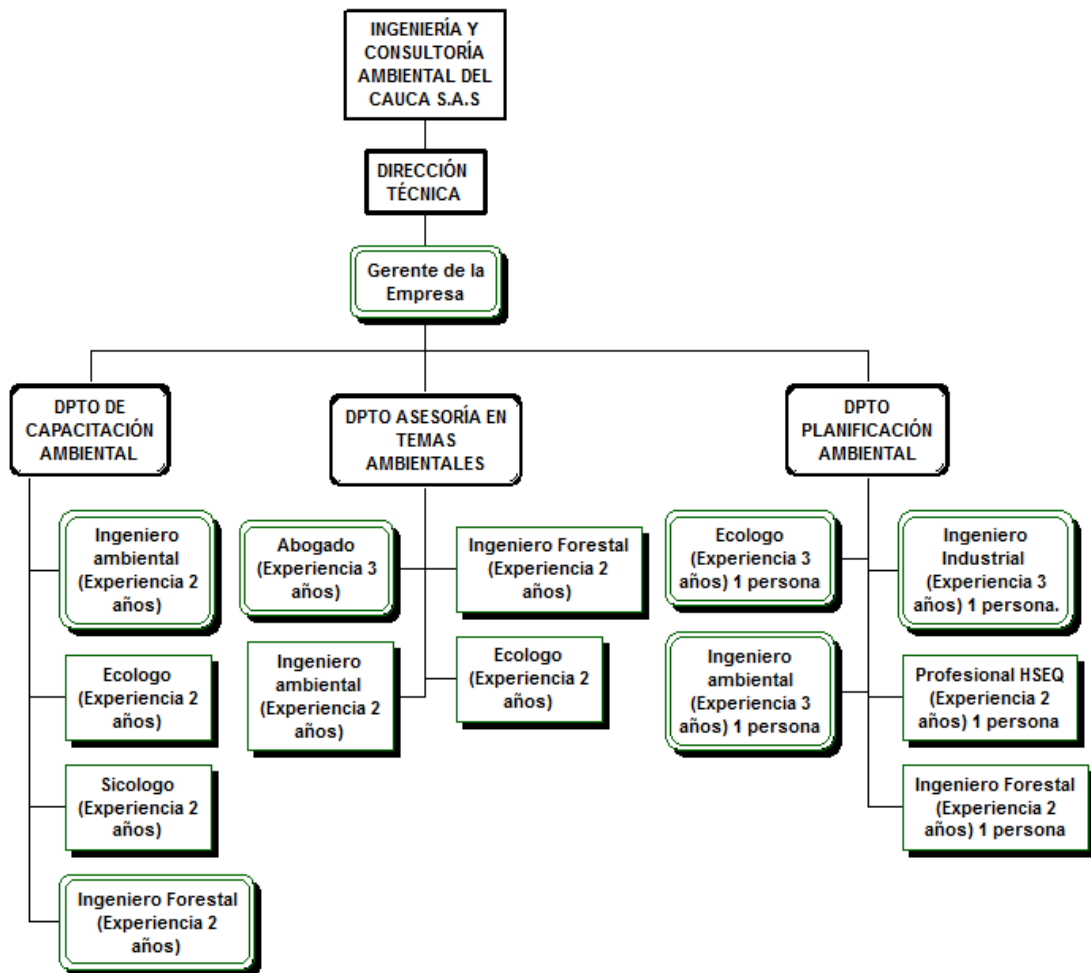 INGENIERÍA Y
CONSULTORÍA
AMBIENTAL DEL
CAUCA S.A.S
DIRECCIÓN
TÉCNICA
Gerente de la
Empresa
DPTO DE
CAPACITACIÓN
AMBIENTAL
DPTO ASESORÍA EN
TEMAS
AMBIENTALES
DPTO
PLANIFICACIÓN
AMBIENTAL
Ingeniero
ambiental
(Experiencia 2
años)
Ecologo
(Experiencia 2
años)
Sicologo
(Experiencia 2
años)
Ingeniero Forestal
(Experiencia 2
años)
Abogado
(Experiencia 3
años)
Ingeniero Forestal
(Experiencia 2
años)
Ingeniero
ambiental
(Experiencia 2
años)
Ecologo
(Experiencia 2
años)
Ecologo
(Experiencia 3
años) 1 persona
Ingeniero
Industrial
(Experiencia 3
años) 1 persona.
Ingeniero
ambiental
(Experiencia 3
años) 1 persona
Profesional HSEQ
(Experiencia 2
años) 1 persona
Ingeniero Forestal
(Experiencia 2
años) 1 persona